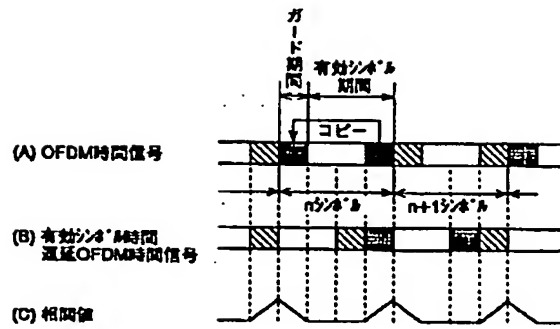 ガード期間
有効シンボル
期間
コピー
(A) OFDM時間信号
nシンボル
n+1シンボル
(B) 有効シンボル時間
遅延OFDM時間信号
(C) 相関値